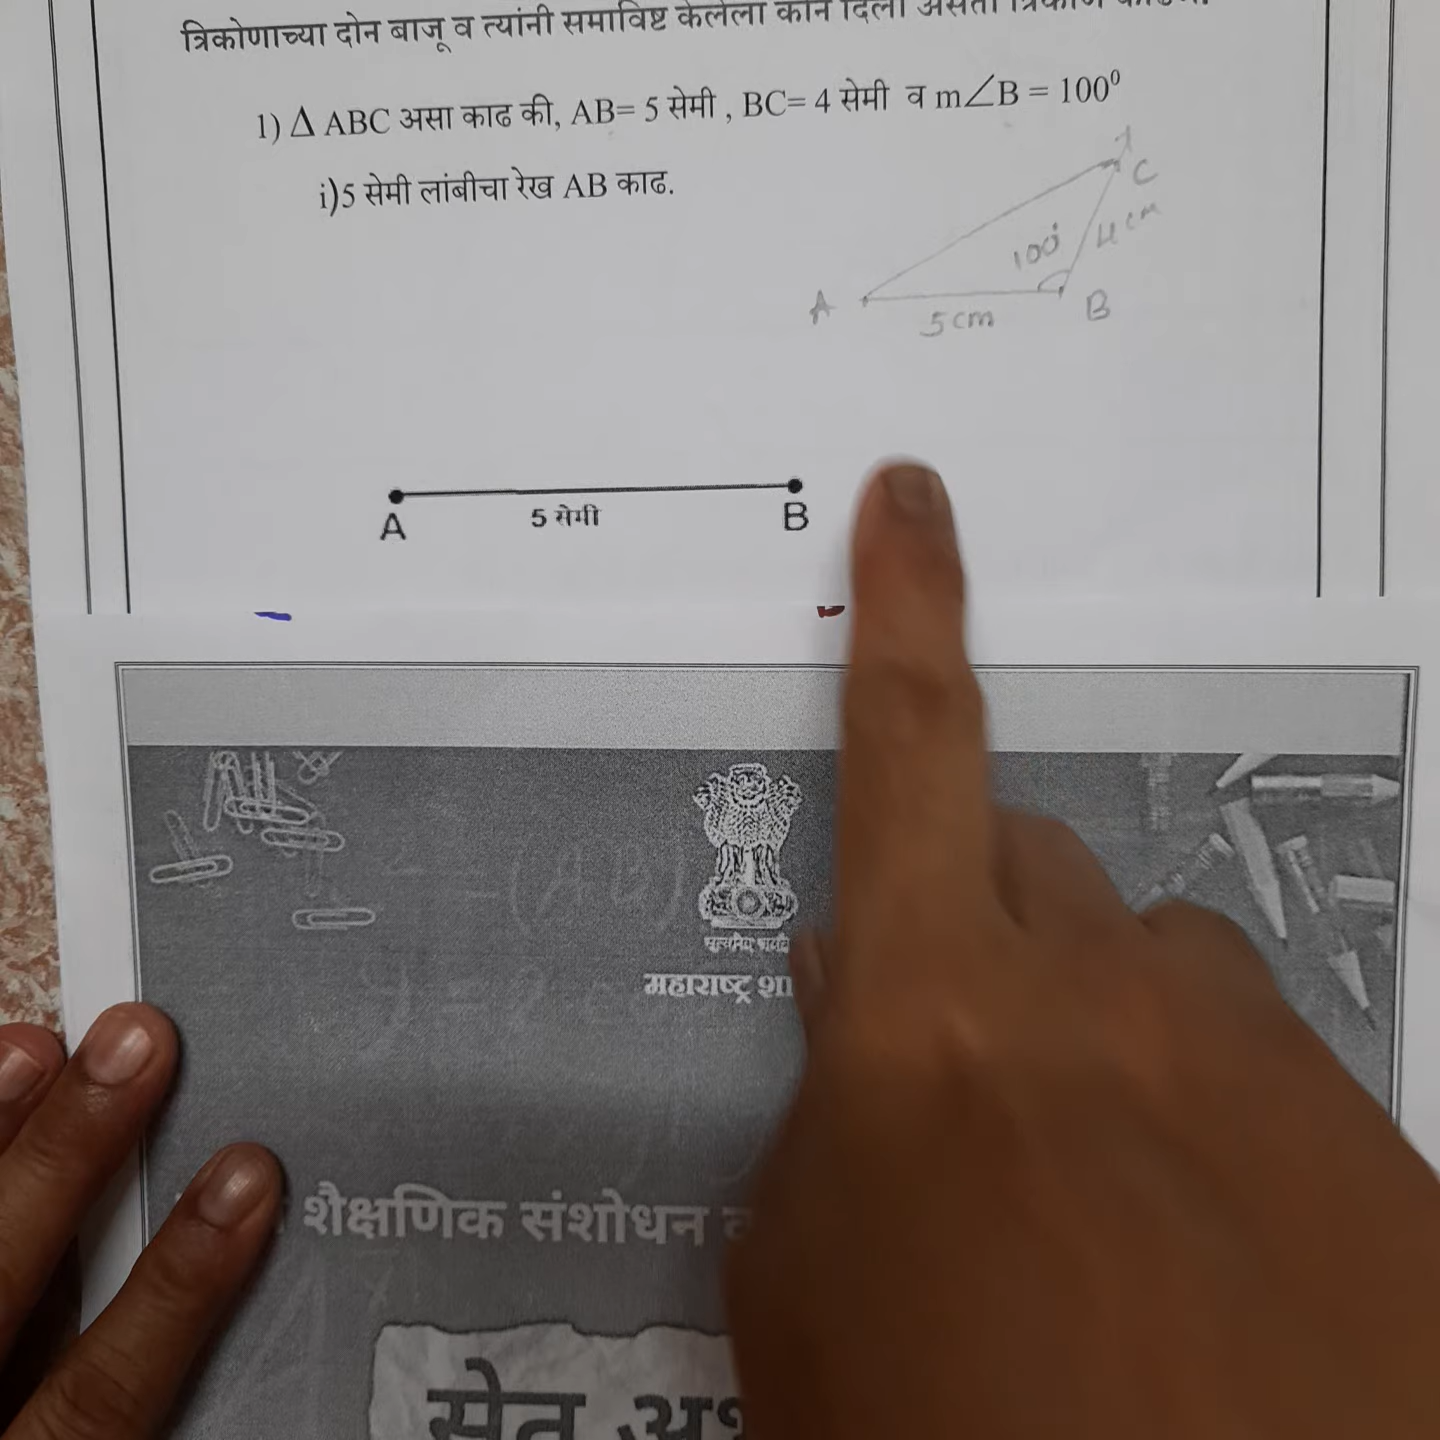 त्रिकोणाच्या दोन बाजू व त्यांनी समाविष्ट केलेला कोन दिला असता
1) Δ ABC असा काढ की, AB= 5 सेमी , BC= 4 सेमी व m∠B = 100⁰
i)5 सेमी लांबीचा रेख AB काढ.
C
100°
4cm
A
B
5cm
A
5 सेमी
B
महाराष्ट्र
शैक्षणिक संशोधन
सेतू